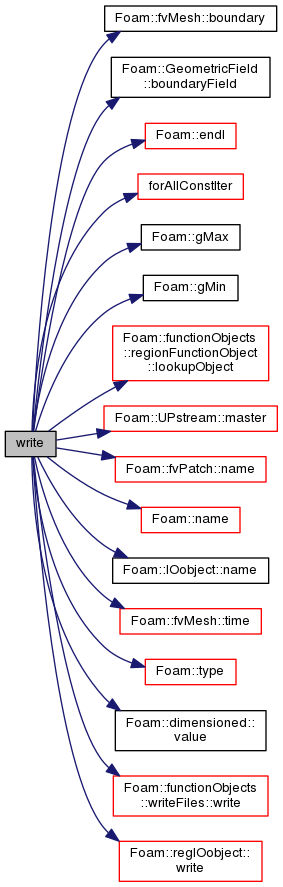 Foam::fvMesh::boundary
Foam::GeometricField
::boundaryField
Foam::endl
forAllConstIter
Foam::gMax
Foam::gMin
Foam::functionObjects
::regionFunctionObject
::lookupObject
write
Foam::UPstream::master
Foam::fvPatch::name
Foam::name
Foam::IOobject::name
Foam::fvMesh::time
Foam::type
Foam::dimensioned::
value
Foam::functionObjects
::writeFiles::write
Foam::regIOobject::
write